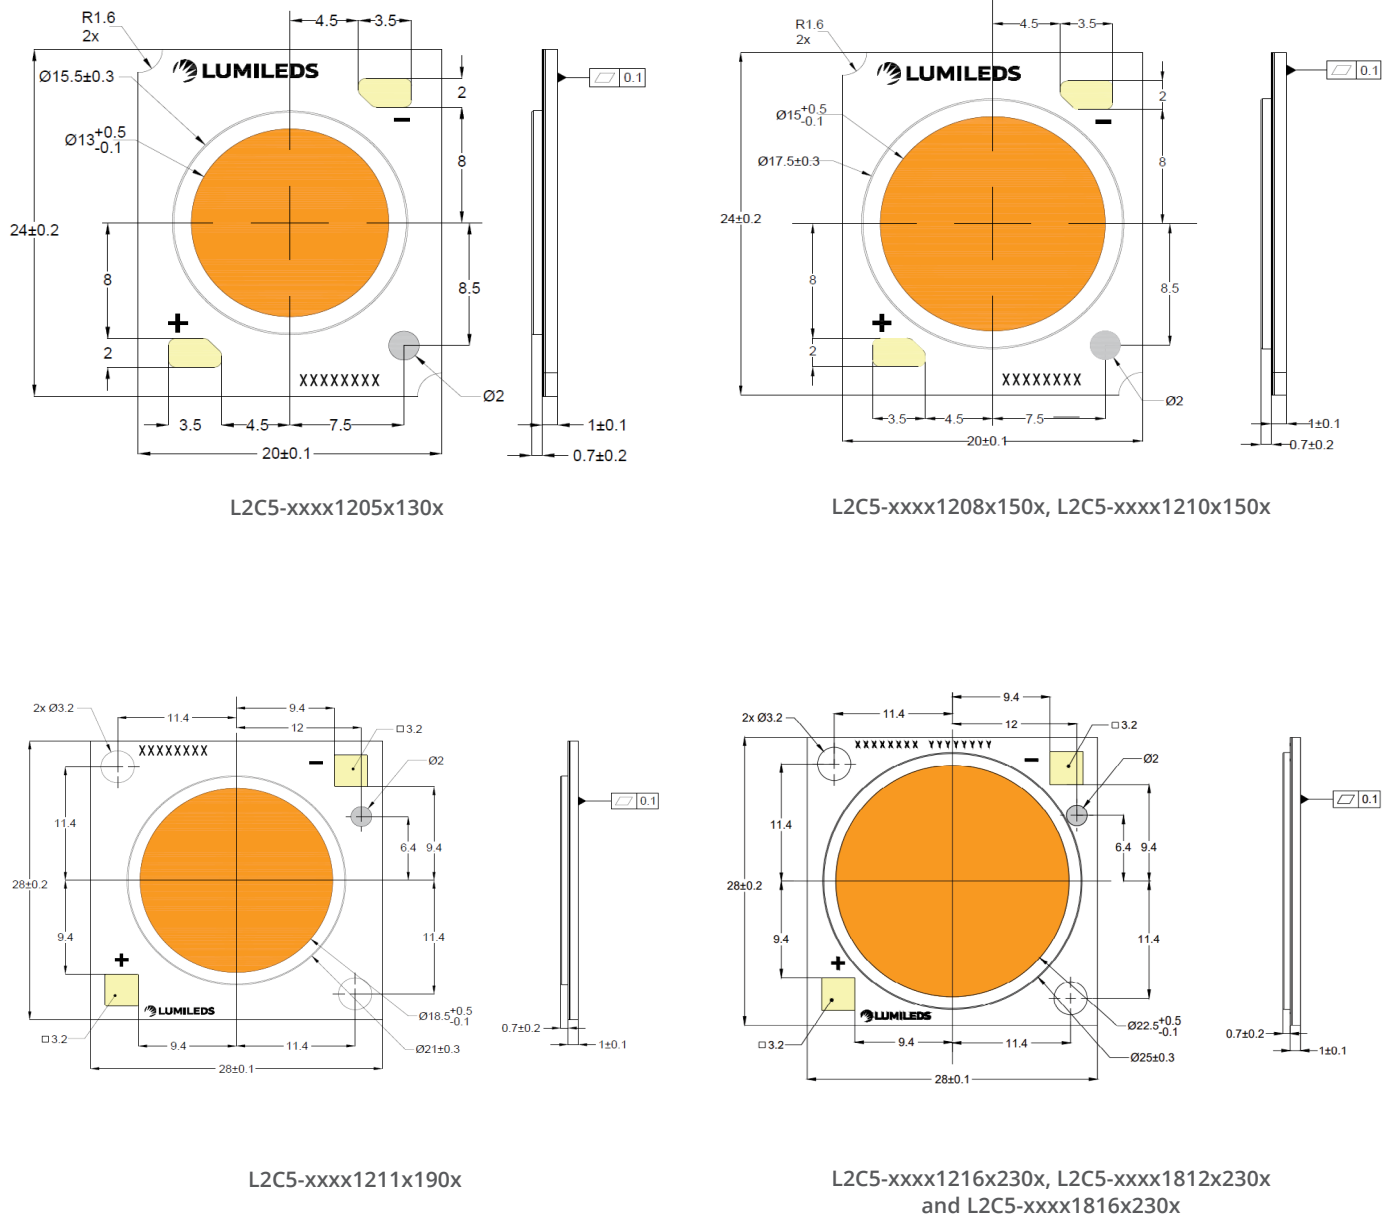 R1.6
2x
4.5
3.5
LUMILEDS
Ø15.5±0.3
Ø13+0.5
-0.1
2
−
8
0.1
24±0.2
8
8.5
+
2
XXXXXXXX
Ø2
3.5
4.5
7.5
1±0.1
20±0.1
0.7±0.2
L2C5-xxxx1205x130x
R1.6
2x
4.5
3.5
LUMILEDS
Ø15+0.5
-0.1
2
−
Ø17.5±0.3
8
0.1
24±0.2
8
8.5
+
2
XXXXXXXX
Ø2
3.5
4.5
7.5
1±0.1
20±0.1
0.7±0.2
L2C5-xxxx1208x150x, L2C5-xxxx1210x150x
2x Ø3.2
11.4
9.4
12
□3.2
XXXXXXXX
−
Ø2
0.1
11.4
6.4
9.4
28±0.2
9.4
11.4
+
LUMILEDS
Ø18.5+0.5
-0.1
□3.2
9.4
11.4
Ø21±0.3
28±0.1
0.7±0.2
1±0.1
L2C5-xxxx1211x190x
2x Ø3.2
11.4
9.4
12
□3.2
XXXXXXXX YYYYYYYY
−
Ø2
0.1
11.4
6.4
9.4
28±0.2
9.4
11.4
+
LUMILEDS
Ø22.5+0.5
-0.1
□3.2
9.4
11.4
Ø25±0.3
28±0.1
0.7±0.2
1±0.1
L2C5-xxxx1216x230x, L2C5-xxxx1812x230x
and L2C5-xxxx1816x230x